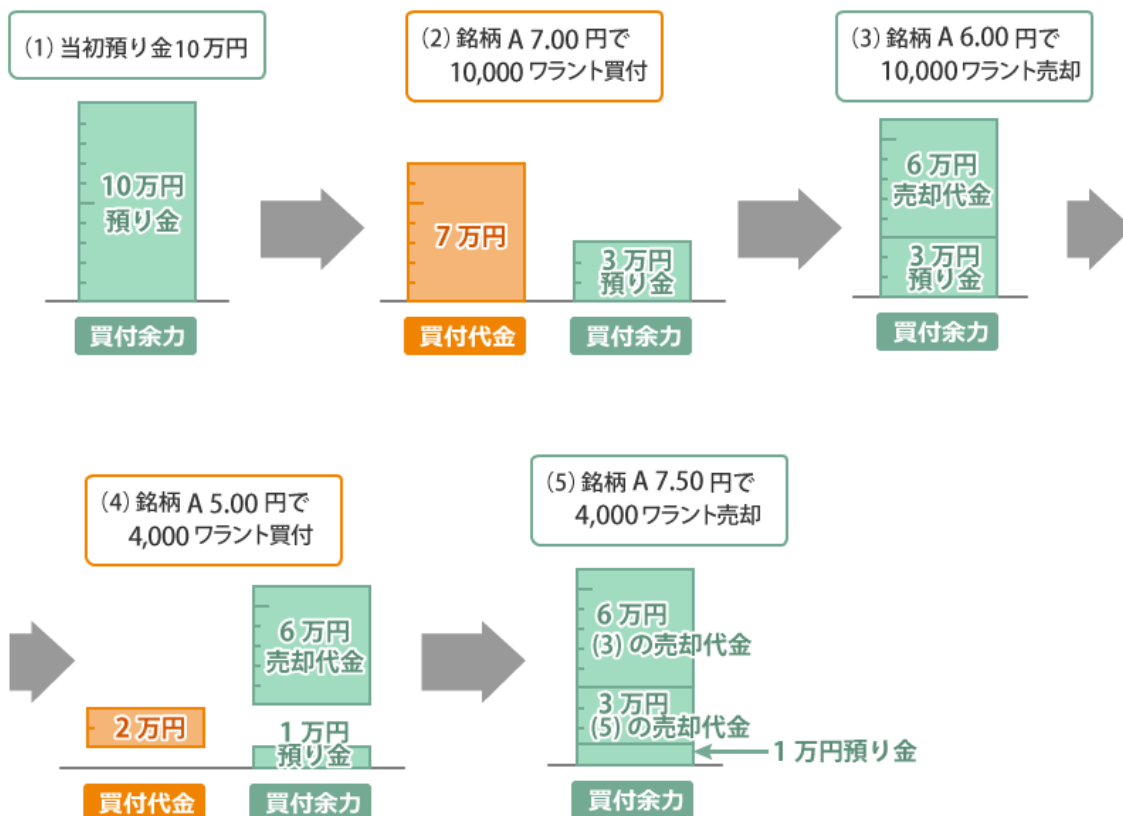 (1) 当初預り金10万円
(2) 銘柄 A 7.00 円で
10,000 ワラント買付
(3) 銘柄 A 6.00 円で
10,000 ワラント売却
10万円
預り金
7万円
3万円
預り金
6万円
売却代金
3万円
預り金
買付余力
買付代金
買付余力
買付余力
(4) 銘柄 A 5.00 円で
4,000 ワラント買付
(5) 銘柄 A 7.50 円で
4,000 ワラント売却
2万円
6万円
売却代金
1万円
預り金
6万円
(3) の売却代金
3万円
(5) の売却代金
1万円預り金
買付代金
買付余力
買付余力